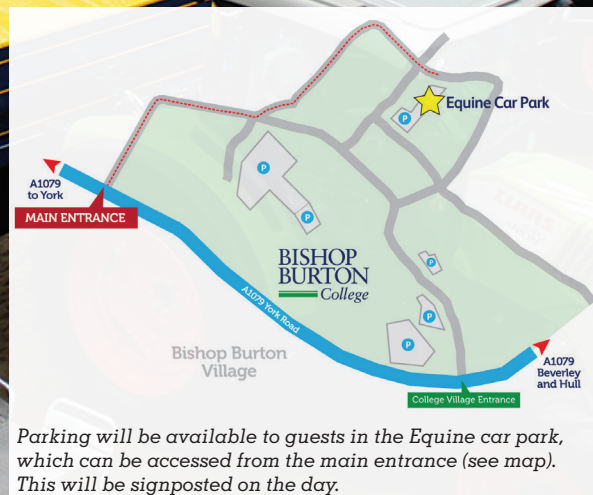 Equine Car Park
P
P
P
A1079
to York
MAIN ENTRANCE
BISHOP
BURTON
College
P
P
P
A1079 York Road
Bishop Burton
Village
A1079
Beverley
and Hull
College Village Entrance
Parking will be available to guests in the Equine car park,
which can be accessed from the main entrance (see map).
This will be signposted on the day.